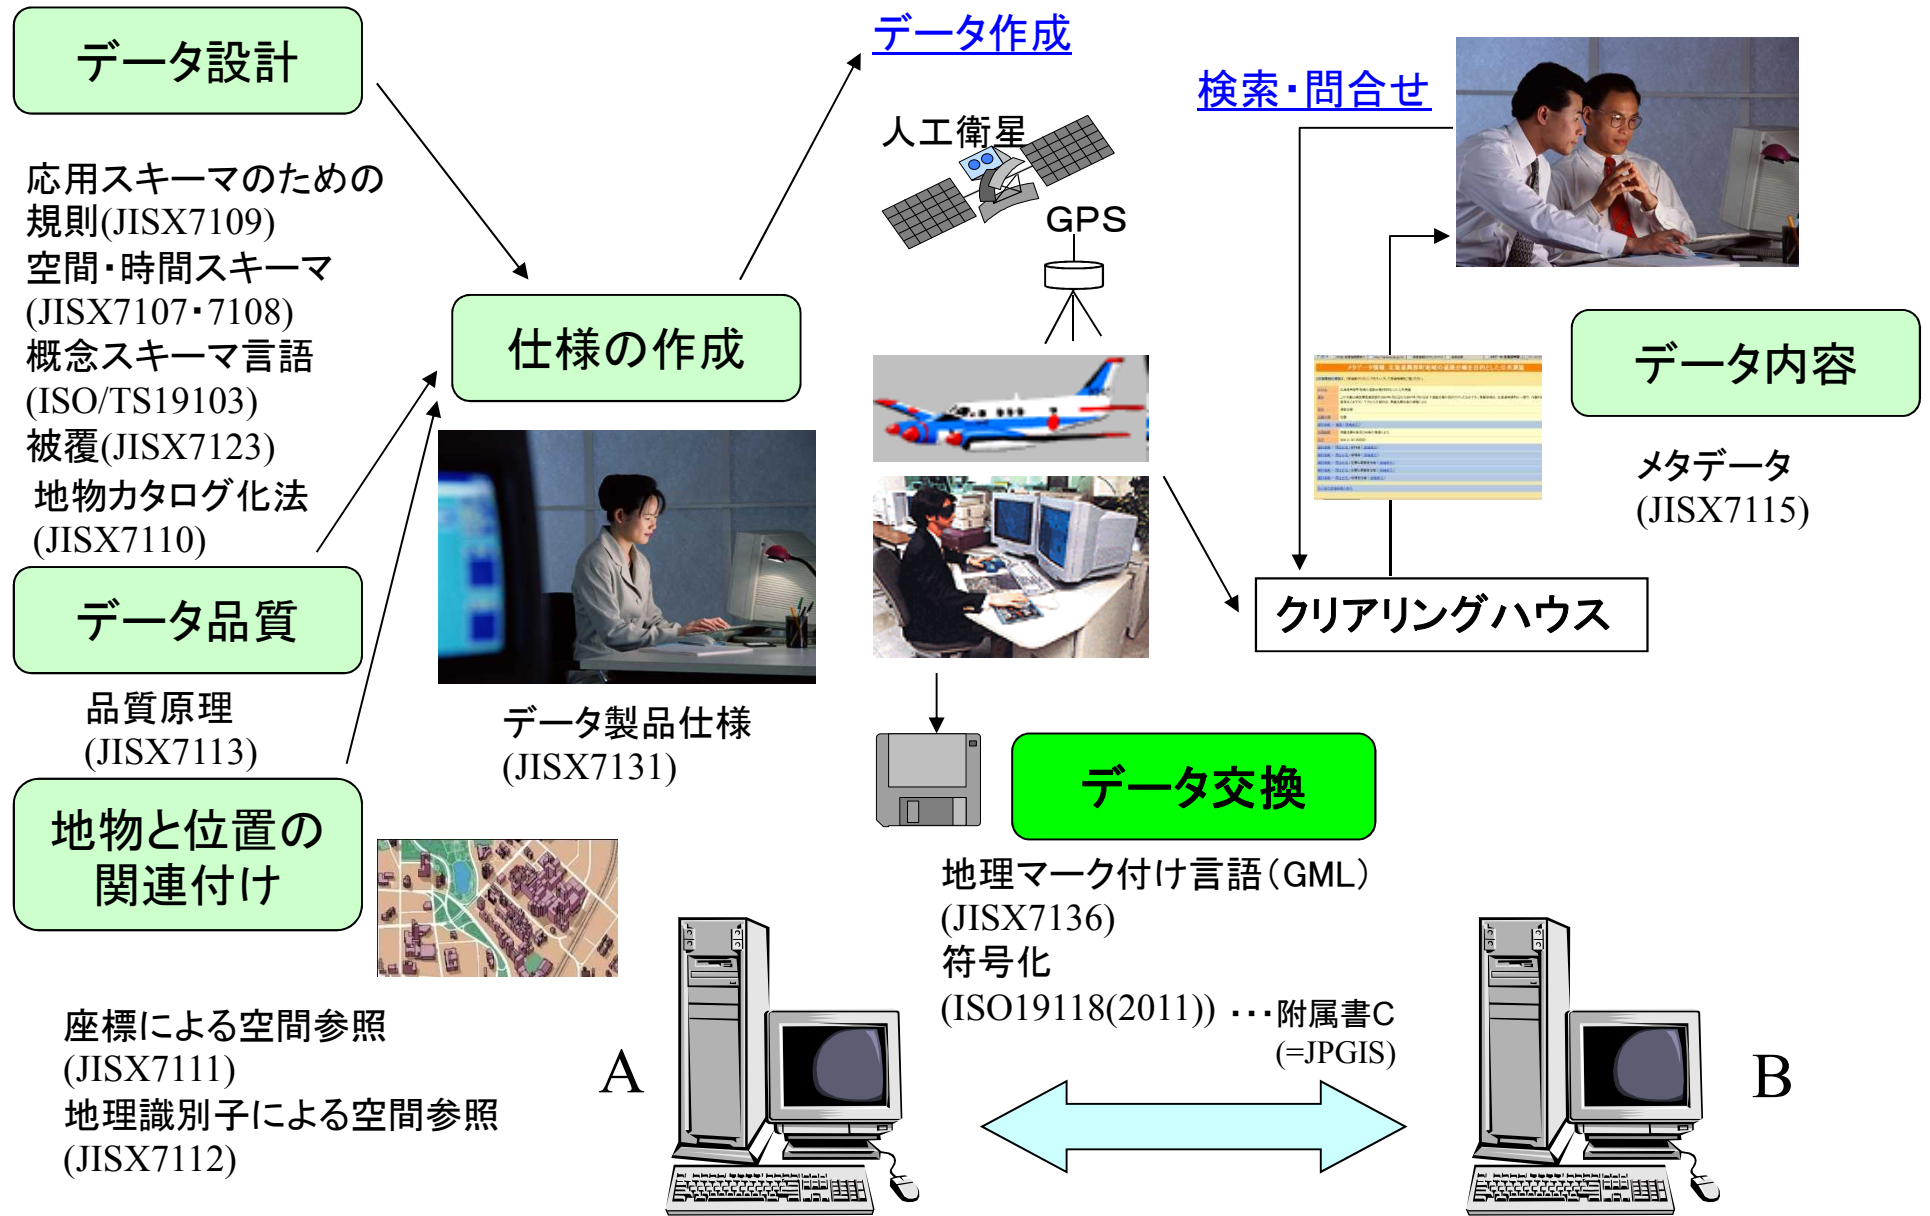 データ設計
応用スキーマのための
規則(JISX7109)
空間・時間スキーマ
(JISX7107・7108)
概念スキーマ言語
(ISO/TS19103)
被覆(JISX7123)
地物カタログ化法
(JISX7110)
データ品質
品質原理
(JISX7113)
地物と位置の
関連付け
座標による空間参照
(JISX7111)
地理識別子による空間参照
(JISX7112)
仕様の作成
データ製品仕様
(JISX7131)
データ作成
人工衛星
GPS
検索・問合せ
データ内容
メタデータ
(JISX7115)
クリアリングハウス
データ交換
地理マーク付け言語（GML）
(JISX7136)
符号化
(ISO19118(2011)) ・・・附属書C
(=JPGIS)
A
B